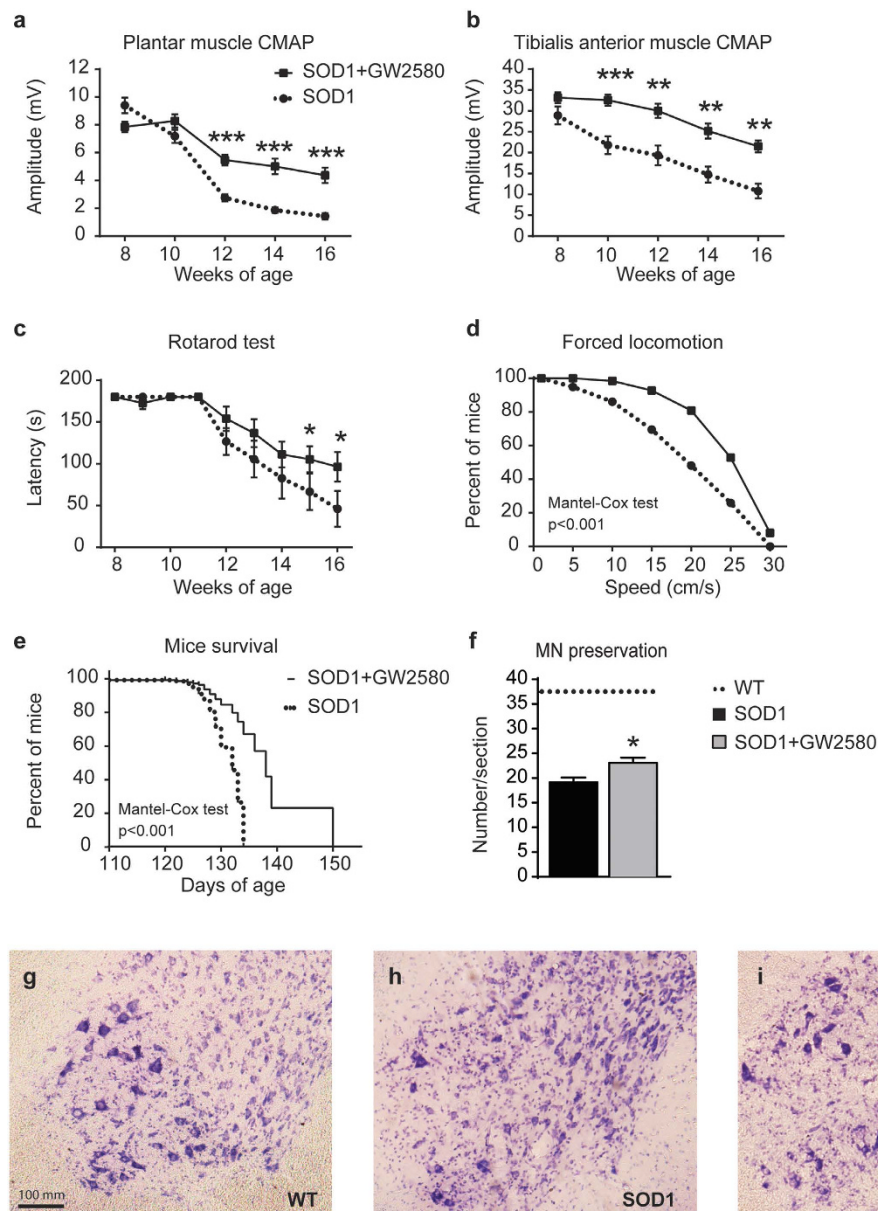 a
Plantar muscle CMAP
Amplitude (mV)
12
10
8
6
4
2
0
SOD1+GW2580
SOD1
***
***
***
8 10 12 14 16
Weeks of age
b
Tibialis anterior muscle CMAP
Amplitude (mV)
40
35
30
25
20
15
10
5
0
***
**
**
**
8 10 12 14 16
Weeks of age
c
Rotarod test
Latency (s)
200
150
100
50
0
*
*
8 10 12 14 16
Weeks of age
d
Forced locomotion
Percent of mice
100
80
60
40
20
0
Mantel-Cox test
p<0.001
0 5 10 15 20 25 30
Speed (cm/s)
e
Mice survival
Percent of mice
100
80
60
40
20
0
SOD1+GW2580
SOD1
Mantel-Cox test
p<0.001
110 120 130 140 150
Days of age
f
MN preservation
Number/section
40
35
30
25
20
15
10
5
0
*
WT
SOD1
SOD1+GW2580
g
100 mm
WT
h
SOD1
i